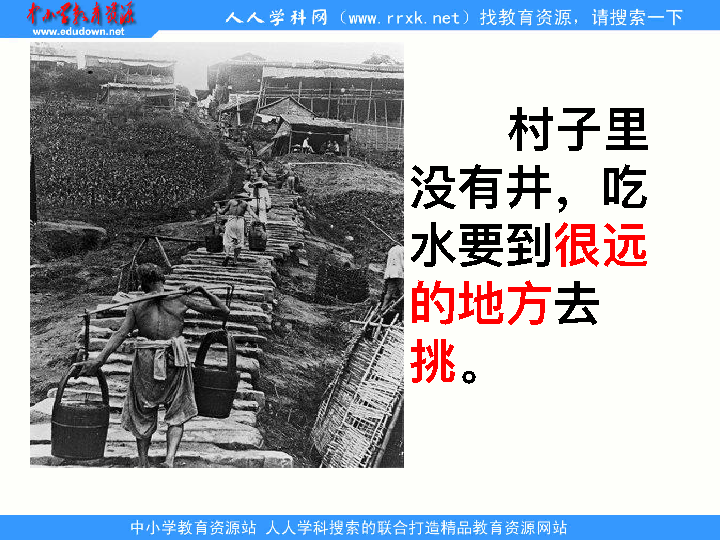 中小学教育资源
www.edudown.net
人人学科网（www.rrxk.net）找教育资源，请搜索一下
村子里
没有井，吃
水要到很远
的地方去
挑。
中小学教育资源站 人人学科搜索的联合打造精品教育资源网站